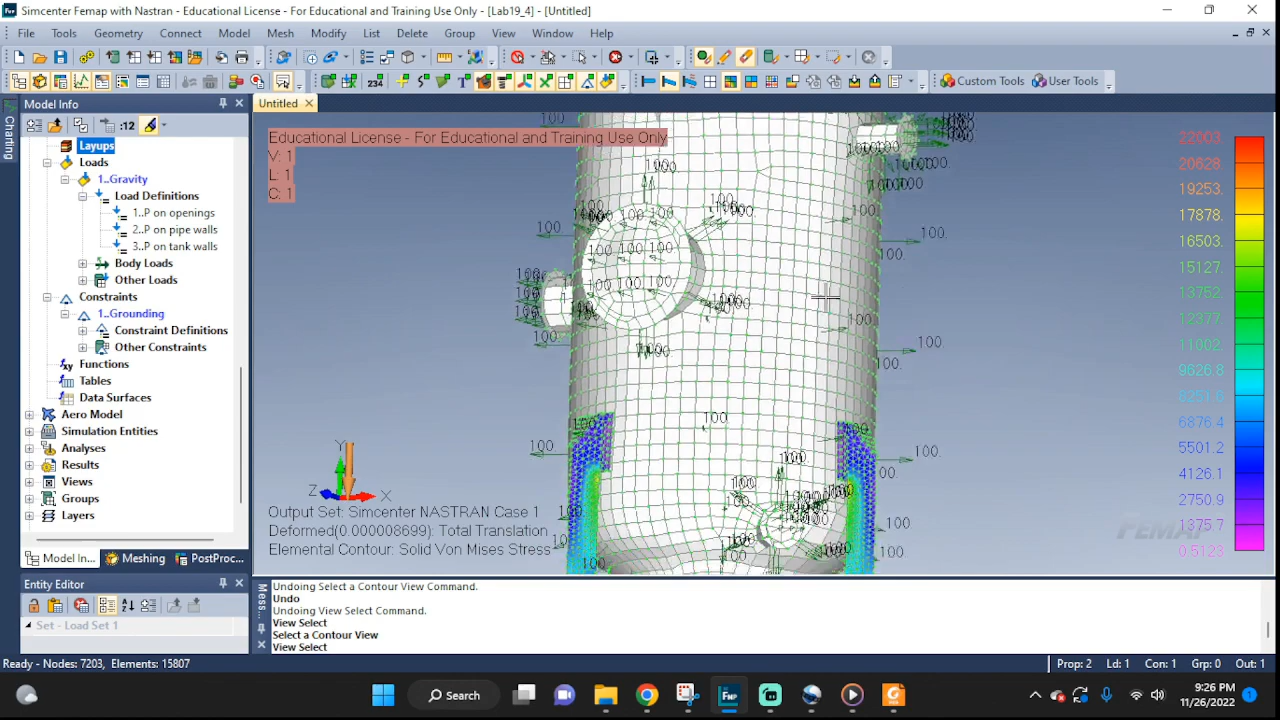 Simcenter Femap with Nastran - Educational License - For Educational and Training Use Only - [Lab19_4] - [Untitled]
File Tools Geometry Connect Model Mesh Modify List Delete Group View Window Help
234
Custom Tools User Tools
Model Info
Untitled
Charting
:12
Layups
Loads
1..Gravity
Load Definitions
1..P on openings
2..P on pipe walls
3..P on tank walls
Body Loads
Other Loads
Constraints
1..Grounding
Constraint Definitions
Other Constraints
Functions
Tables
Data Surfaces
Aero Model
Simulation Entities
Analyses
Results
Views
Groups
Layers
Model In... Meshing PostProc...
Entity Editor
Set - Load Set 1
Educational License - For Educational and Training Use Only
V: 1
L: 1
C: 1
22003.
20628.
19253.
17878.
16503.
15127.
13752.
12377.
11002.
9626.8
8251.6
6876.4
5501.2
4126.1
2750.9
1375.7
0.5123
Y
Z X
Output Set: Simcenter NASTRAN Case 1
Deformed(0.000008699): Total Translation
Elemental Contour: Solid Von Mises Stress
FEMAP
Mess...
Undoing Select a Contour View Command.
Undo
Undoing View Select Command.
View Select
Select a Contour View
View Select
Ready - Nodes: 7203, Elements: 15807
Prop: 2 Ld: 1 Con: 1 Grp: 0 Out: 1
Search
FMP
9:26 PM
11/26/2022